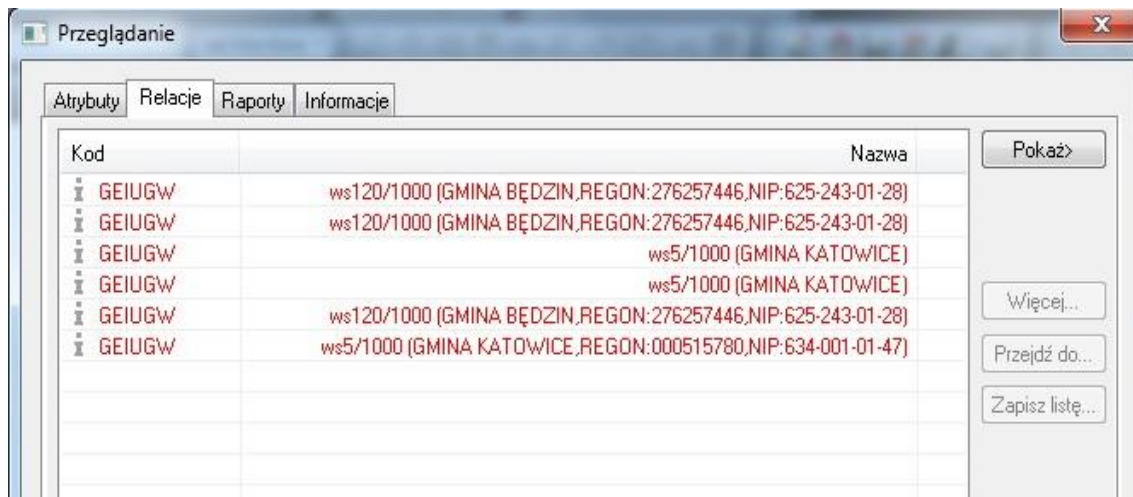 Przeglądanie
Atrybuty Relacje Raporty Informacje
Kod Nazwa Pokaż>
GEIUGW ws120/1000 (GMINA BĘDZIN,REGON:276257446,NIP:625-243-01-28)
GEIUGW ws120/1000 (GMINA BĘDZIN,REGON:276257446,NIP:625-243-01-28)
GEIUGW ws5/1000 (GMINA KATOWICE)
GEIUGW ws5/1000 (GMINA KATOWICE)
Więcej...
GEIUGW ws120/1000 (GMINA BĘDZIN,REGON:276257446,NIP:625-243-01-28)
GEIUGW ws5/1000 (GMINA KATOWICE,REGON:000515780,NIP:634-001-01-47)
Przejdź do...
Zapisz listę...